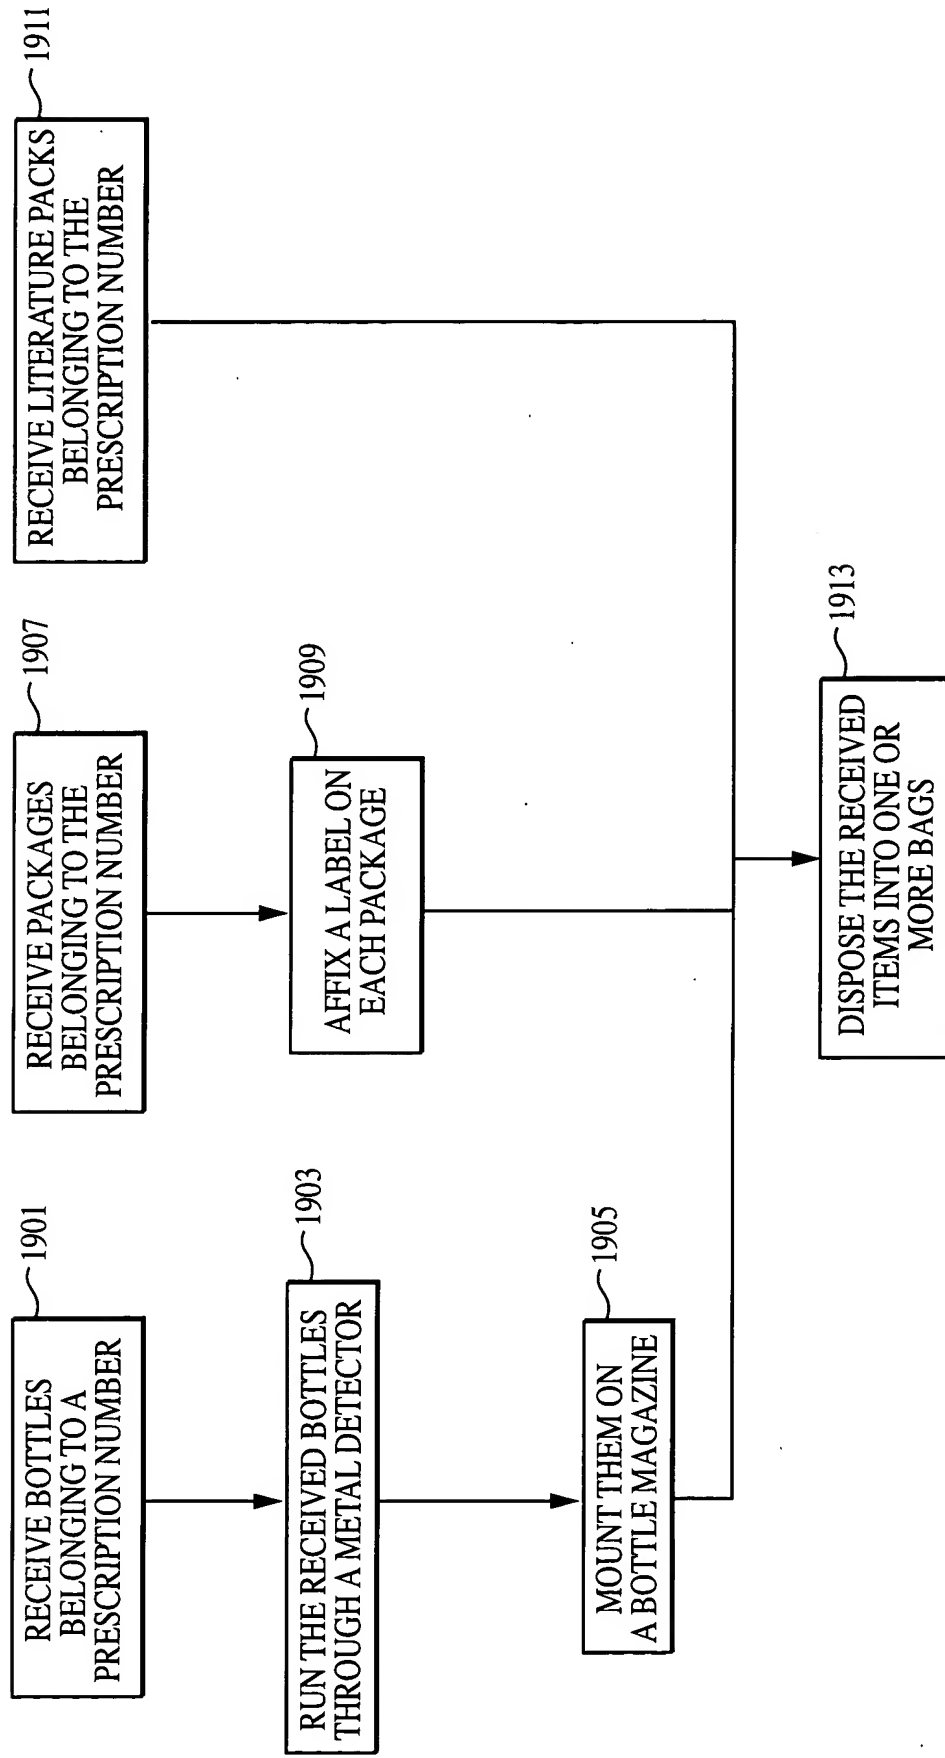 1901
RECEIVE BOTTLES
BELONGING TO A
PRESCRIPTION NUMBER
1903
RUN THE RECEIVED BOTTLES
THROUGH A METAL DETECTOR
1905
MOUNT THEM ON
A BOTTLE MAGAZINE
1907
RECEIVE PACKAGES
BELONGING TO THE
PRESCRIPTION NUMBER
1909
AFFIX A LABEL ON
EACH PACKAGE
1911
RECEIVE LITERATURE PACKS
BELONGING TO THE
PRESCRIPTION NUMBER
1913
DISPOSE THE RECEIVED
ITEMS INTO ONE OR
MORE BAGS